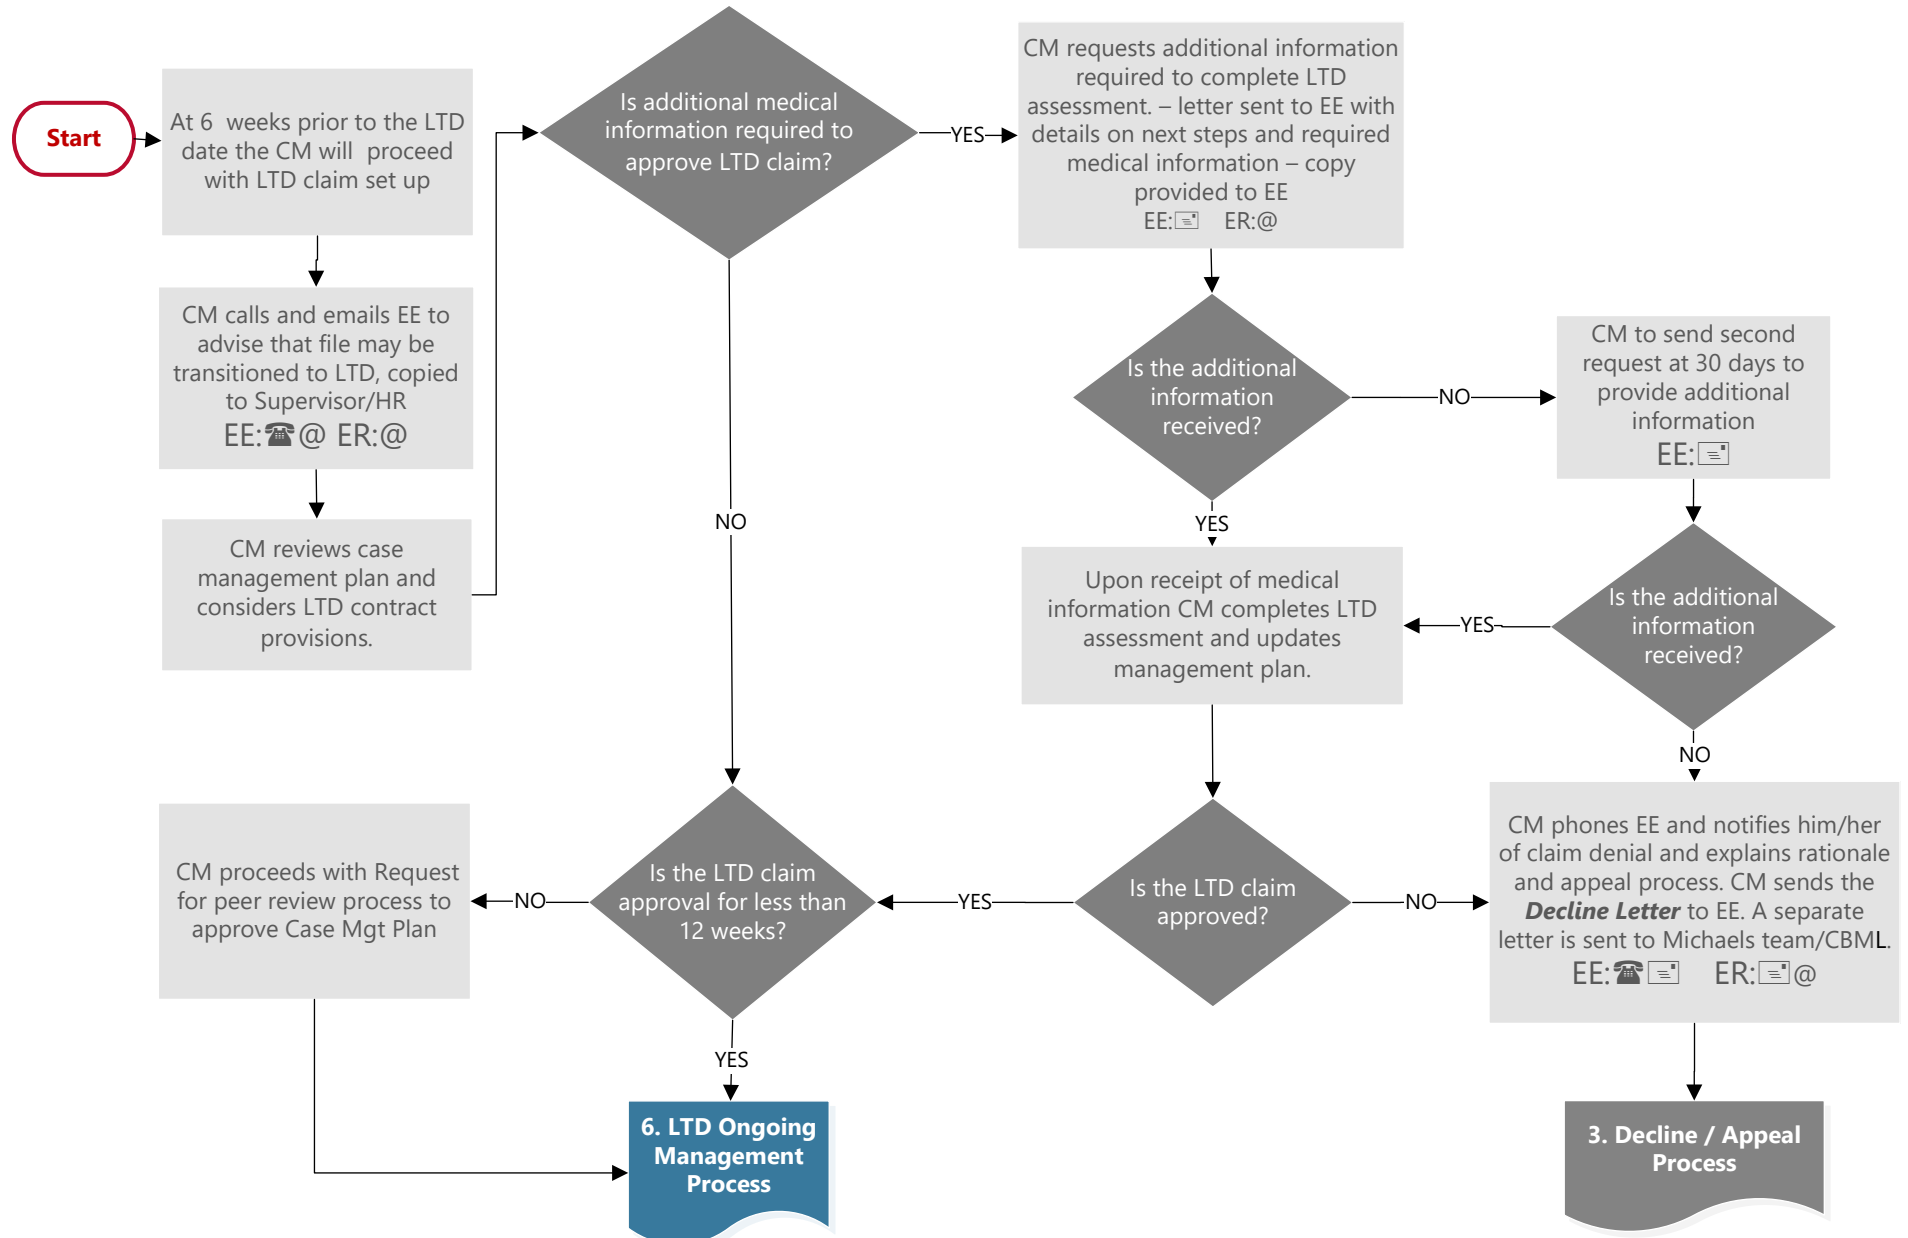 Start
At 6 weeks prior to the LTD
date the CM will proceed
with LTD claim set up
CM calls and emails EE to
advise that file may be
transitioned to LTD, copied
to Supervisor/HR
EE:☎@ ER:@
CM reviews case
management plan and
considers LTD contract
provisions.
Is additional medical
information required to
approve LTD claim?
YES
NO
CM requests additional information
required to complete LTD
assessment. – letter sent to EE with
details on next steps and required
medical information – copy
provided to EE
EE:🖃 ER:@
Is the additional
information
received?
NO
YES
CM to send second
request at 30 days to
provide additional
information
EE:🖃
Is the additional
information
received?
YES
NO
Upon receipt of medical
information CM completes LTD
assessment and updates
management plan.
Is the LTD claim
approved?
YES
NO
CM phones EE and notifies him/her
of claim denial and explains rationale
and appeal process. CM sends the
Decline Letter to EE. A separate
letter is sent to Michaels team/CBML.
EE:☎🖃 ER:🖃@
Is the LTD claim
approval for less than
12 weeks?
NO
YES
CM proceeds with Request
for peer review process to
approve Case Mgt Plan
6. LTD Ongoing
Management
Process
3. Decline / Appeal
Process